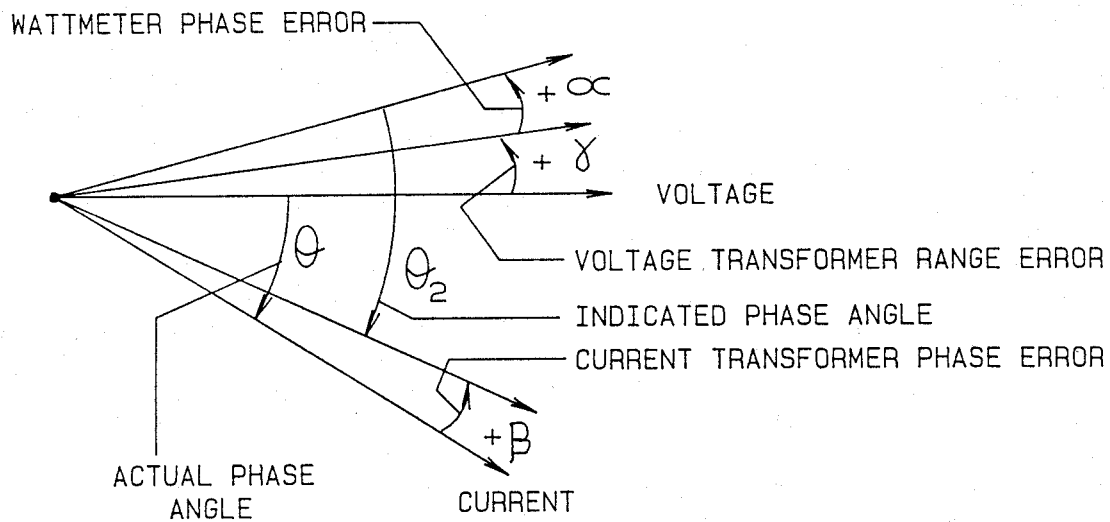 WATTMETER PHASE ERROR
+ α
+ γ
VOLTAGE
θ
VOLTAGE TRANSFORMER RANGE ERROR
θ₂
INDICATED PHASE ANGLE
CURRENT TRANSFORMER PHASE ERROR
+ β
ACTUAL PHASE
ANGLE
CURRENT